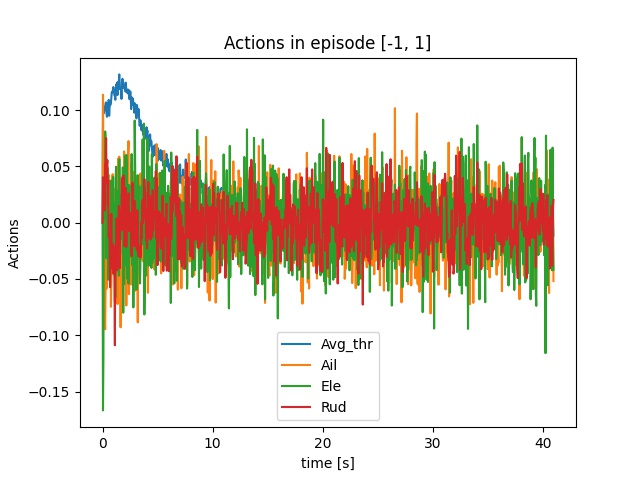 Actions in episode [-1, 1]
Actions
0.10
0.05
0.00
−0.05
−0.10
−0.15
Avg_thr
Ail
Ele
Rud
0 10 20 30 40
time [s]